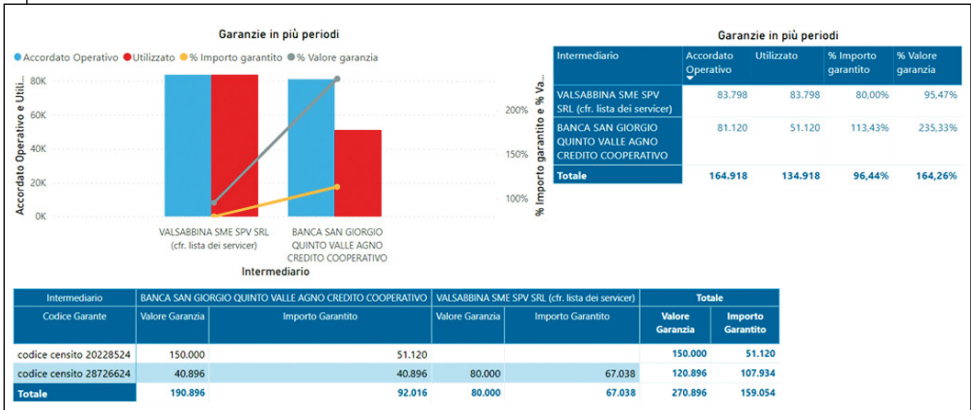 Garanzie in più periodi
Accordato Operativo Utilizzato % Importo garantito % Valore garanzia
Accordato Operativo e Utili...
80K
60K
40K
20K
0K
200%
150%
100%
% Importo garantito e % Va...
VALSABBINA SME SPV SRL
(cfr. lista dei servicer)
BANCA SAN GIORGIO
QUINTO VALLE AGNO
CREDITO COOPERATIVO
Intermediario
Garanzie in più periodi
Intermediario Accordato Operativo Utilizzato % Importo garantito % Valore garanzia
VALSABBINA SME SPV 83.798 83.798 80,00% 95,47%
SRL (cfr. lista dei servicer)
BANCA SAN GIORGIO 81.120 51.120 113,43% 235,33%
QUINTO VALLE AGNO
CREDITO COOPERATIVO
Totale 164.918 134.918 96,44% 164,26%
Intermediario BANCA SAN GIORGIO QUINTO VALLE AGNO CREDITO COOPERATIVO VALSABBINA SME SPV SRL (cfr. lista dei servicer) Totale
Codice Garante Valore Garanzia Importo Garantito Valore Garanzia Importo Garantito Valore Garanzia Importo Garantito
codice censito 20228524 150.000 51.120 150.000 51.120
codice censito 28726624 40.896 40.896 80.000 67.038 120.896 107.934
Totale 190.896 92.016 80.000 67.038 270.896 159.054